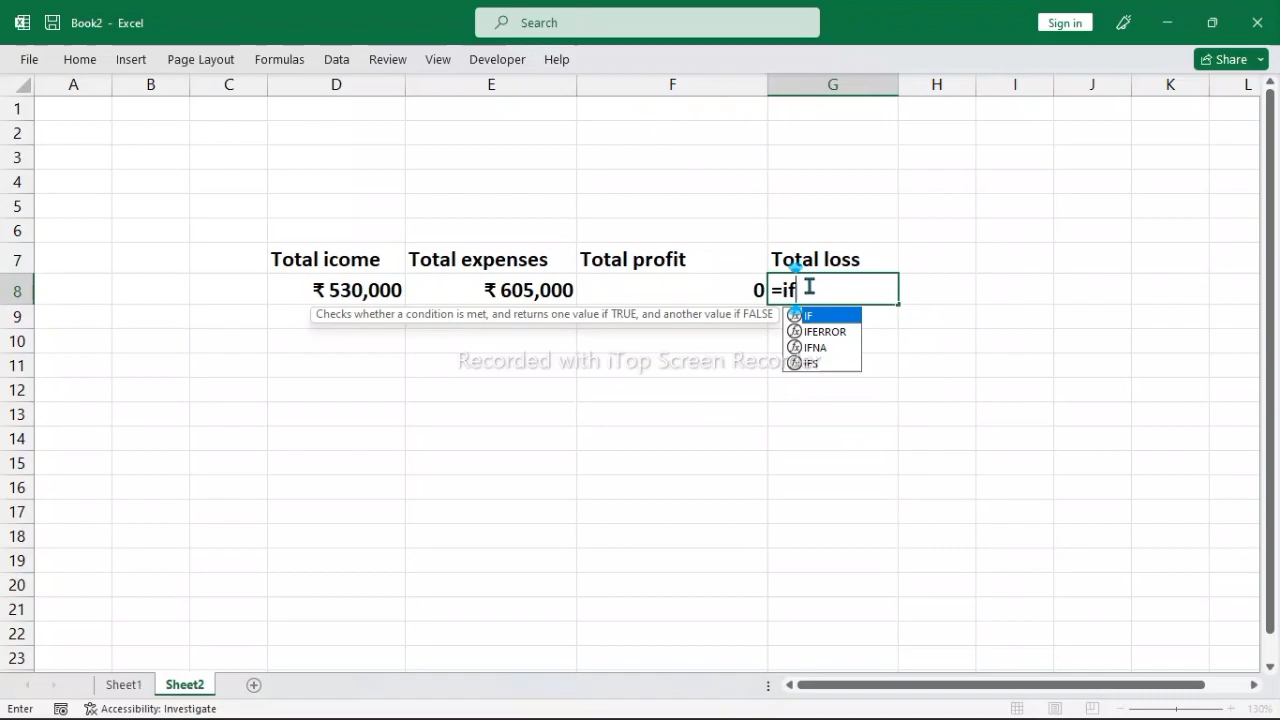 Book2 - Excel
Search
Sign in
File Home Insert Page Layout Formulas Data Review View Developer Help
Share
A B C D E F G H I J K L
1
2
3
4
5
6
7 Total icome Total expenses Total profit Total loss
8 ₹ 530,000 ₹ 605,000 0 =if
9 Checks whether a condition is met, and returns one value if TRUE, and another value if FALSE IF
IFERROR
10 IFNA
11 Recorded with iTop Screen Recorder IFS
12
13
14
15
16
17
18
19
20
21
22
23
Sheet1 Sheet2
Enter Accessibility: Investigate 130%